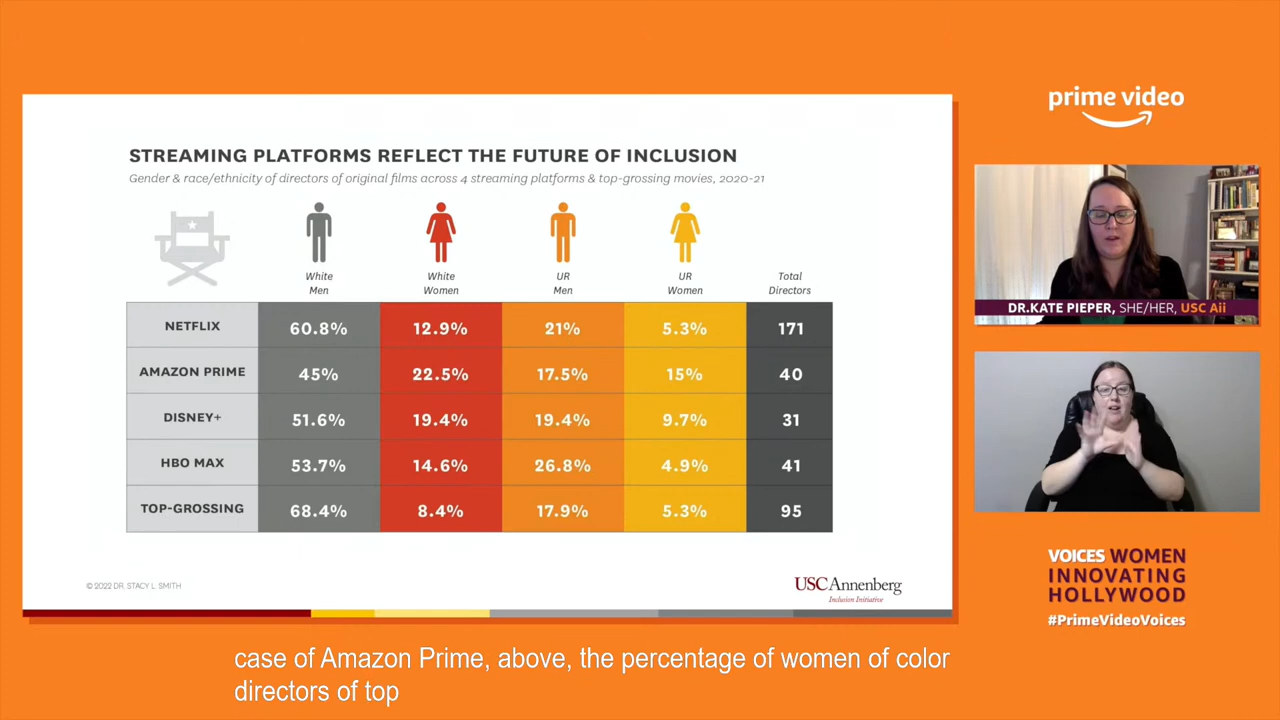 STREAMING PLATFORMS REFLECT THE FUTURE OF INCLUSION
Gender & race/ethnicity of directors of original films across 4 streaming platforms & top-grossing movies, 2020-21
White Men
White Women
UR Men
UR Women
Total Directors
NETFLIX 60.8% 12.9% 21% 5.3% 171
AMAZON PRIME 45% 22.5% 17.5% 15% 40
DISNEY+ 51.6% 19.4% 19.4% 9.7% 31
HBO MAX 53.7% 14.6% 26.8% 4.9% 41
TOP-GROSSING 68.4% 8.4% 17.9% 5.3% 95
© 2022 DR. STACY L. SMITH
USC Annenberg
Inclusion Initiative
prime video
DR.KATE PIEPER, SHE/HER, USC Aii
VOICES WOMEN
INNOVATING
HOLLYWOOD
#PrimeVideoVoices
case of Amazon Prime, above, the percentage of women of color
directors of top